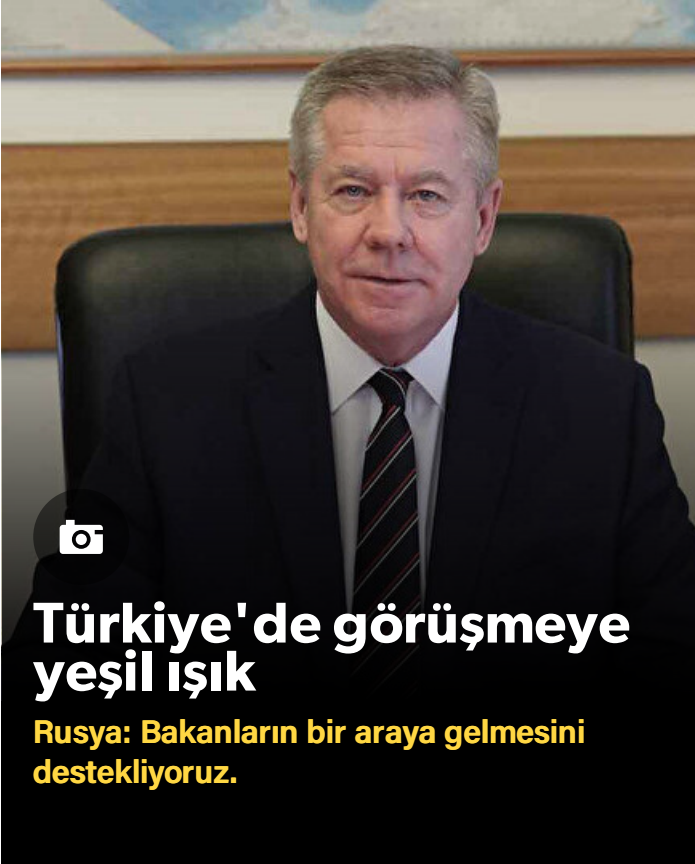 Türkiye'de görüşmeye
yeşil ışık
Rusya: Bakanların bir araya gelmesini
destekliyoruz.